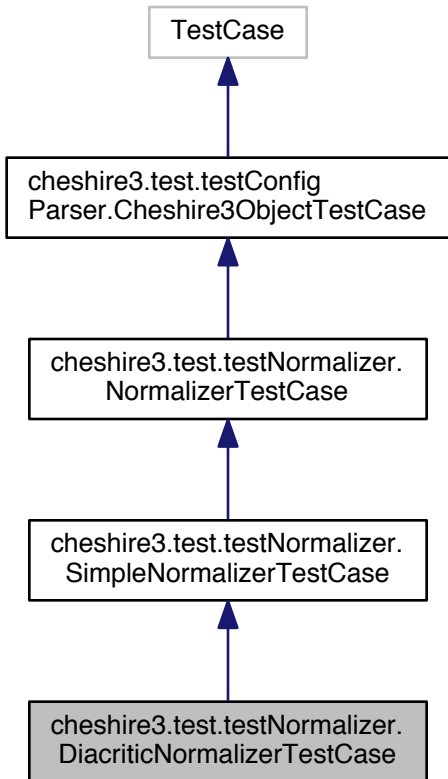 TestCase
cheshire3.test.testConfig
Parser.Cheshire3ObjectTestCase
cheshire3.test.testNormalizer.
NormalizerTestCase
cheshire3.test.testNormalizer.
SimpleNormalizerTestCase
cheshire3.test.testNormalizer.
DiacriticNormalizerTestCase